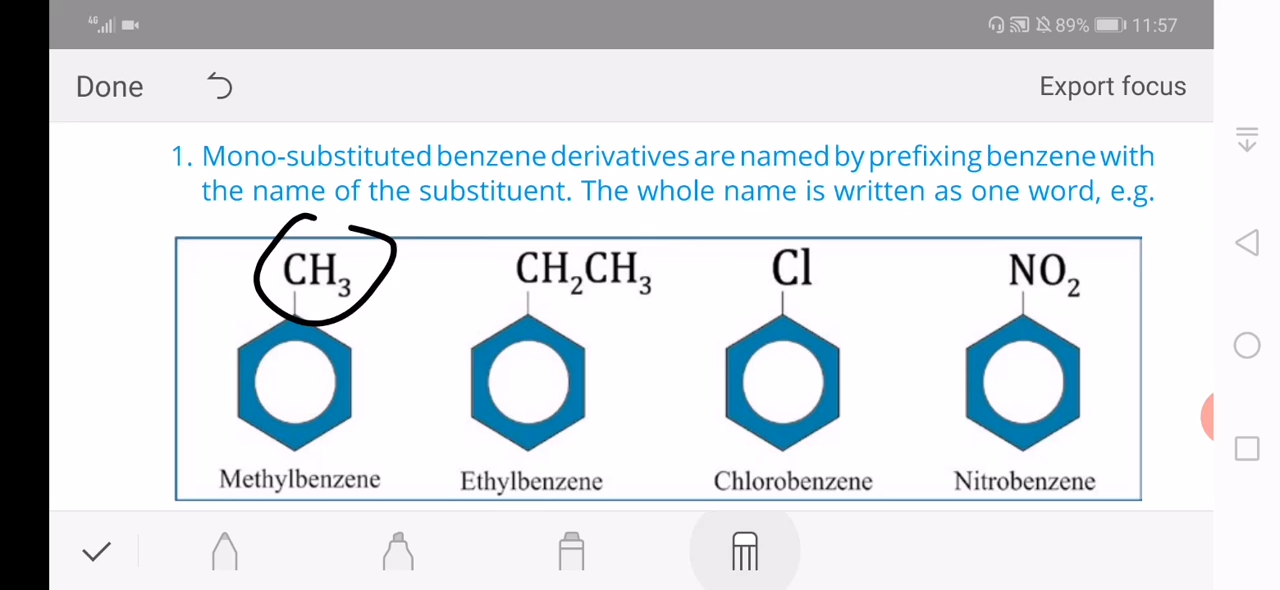 4G 89% 11:57
Done Export focus
1. Mono-substituted benzene derivatives are named by prefixing benzene with
the name of the substituent. The whole name is written as one word, e.g.
CH₃ CH₂CH₃ Cl NO₂
Methylbenzene Ethylbenzene Chlorobenzene Nitrobenzene